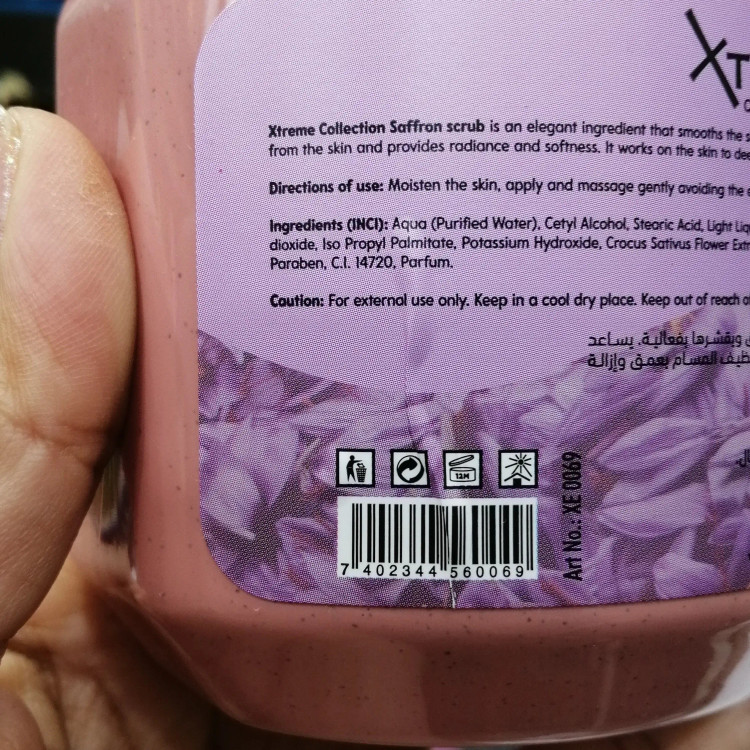 XT
Xtreme Collection Saffron scrub is an elegant ingredient that smooths the
from the skin and provides radiance and softness. It works on the skin to
Directions of use: Moisten the skin, apply and massage gently avoiding the
Ingredients (INCI): Aqua (Purified Water), Cetyl Alcohol, Stearic Acid, Light
dioxide, Iso Propyl Palmitate, Potassium Hydroxide, Crocus Sativus Flower
Paraben, C.I. 14720, Parfum.
Caution: For external use only. Keep in a cool dry place. Keep out of reach
ويقشرها بفعالية. يساعد
المسام بعمق وإزالة
12M
7 402344 560069
Art No.: XE 0069